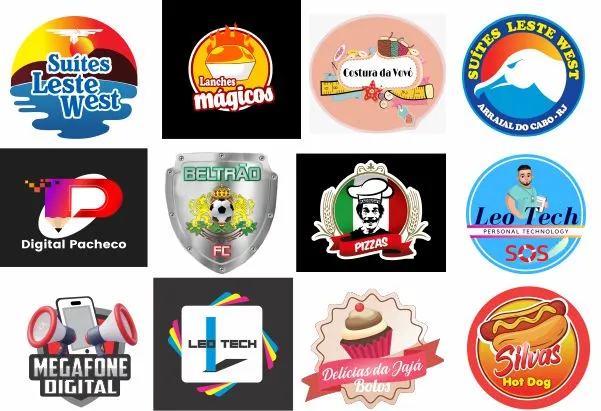 Suítes
Leste
West
Lanches
mágicos
Costura da Vovó
SUÍTES LESTE WEST
ARRAIAL DO CABO-RJ
Digital Pacheco
BELTRÃO
FC
PIZZAS
Leo Tech
PERSONAL TECHNOLOGY
SOS
MEGAFONE
DIGITAL
LEO TECH
Delícias da Jajá
Bolos
Silvas
Hot Dog